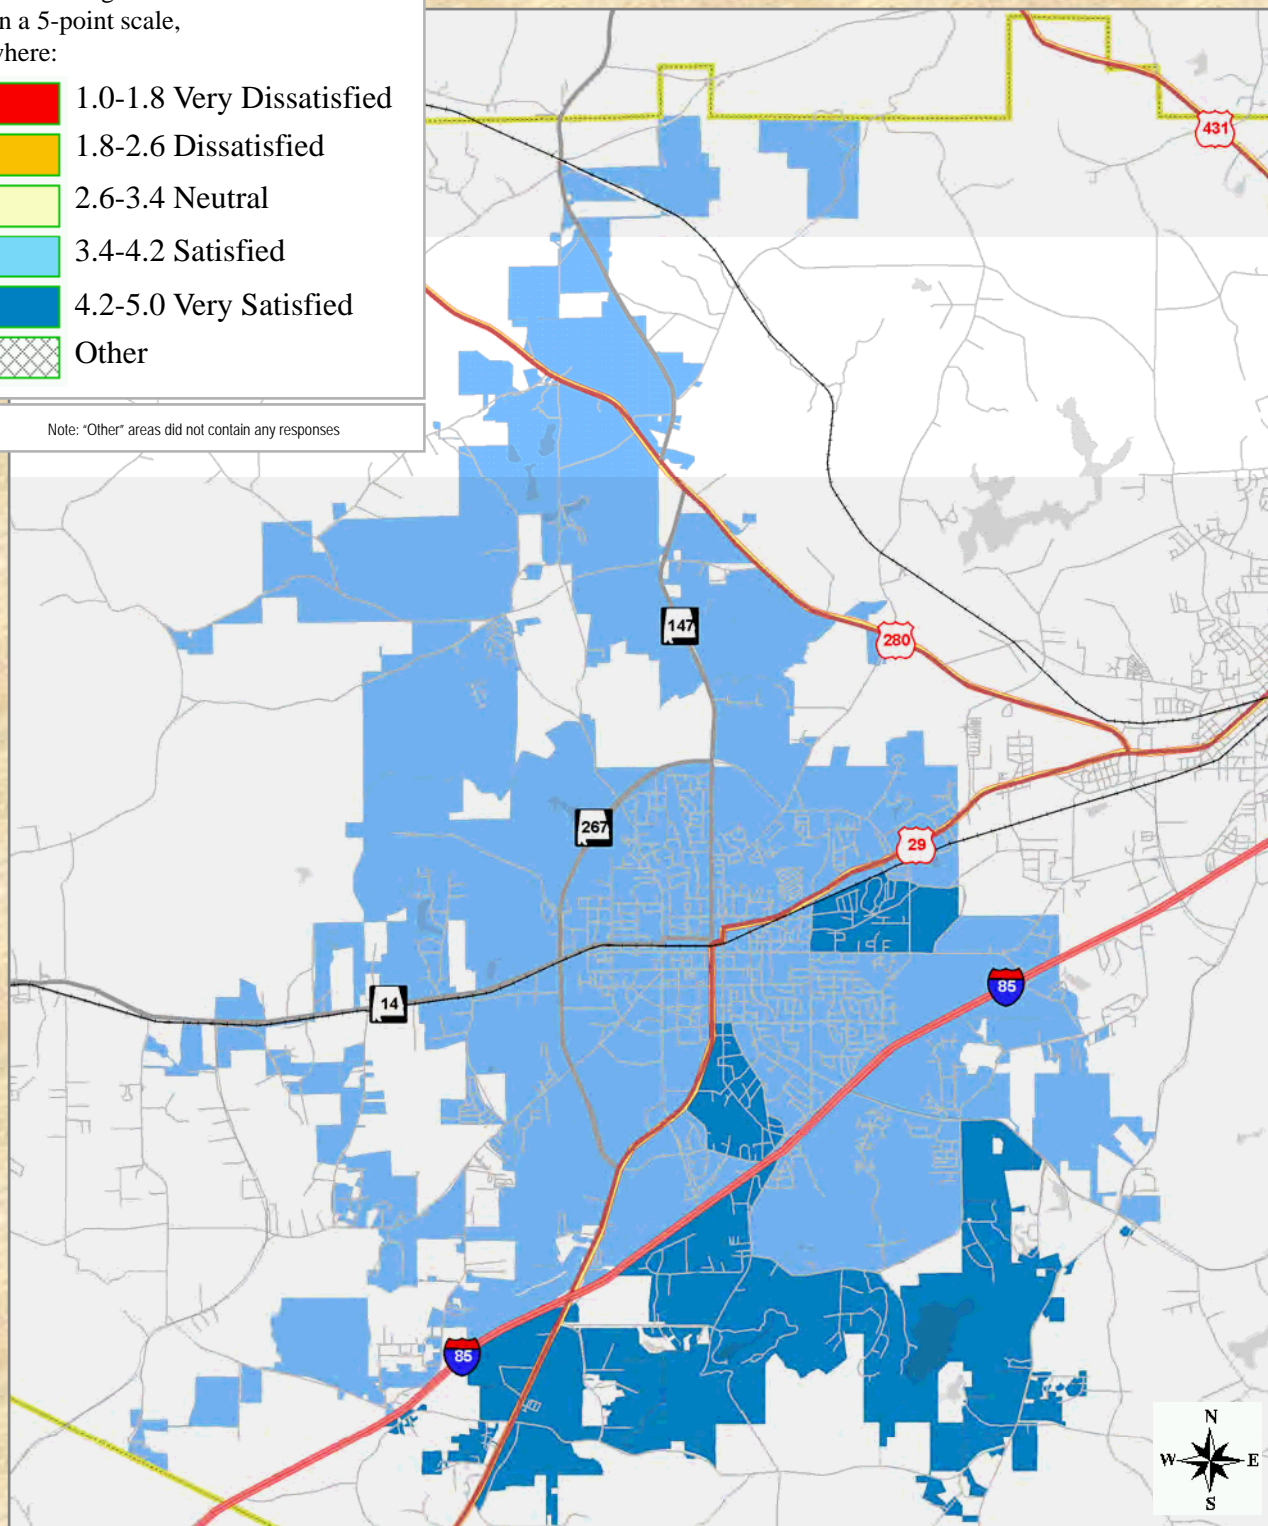 n a 5-point scale,
where:
1.0-1.8 Very Dissatisfied
1.8-2.6 Dissatisfied
2.6-3.4 Neutral
3.4-4.2 Satisfied
4.2-5.0 Very Satisfied
Other
Note: "Other" areas did not contain any responses
431
147
280
267
29
14
85
85
N
W E
S